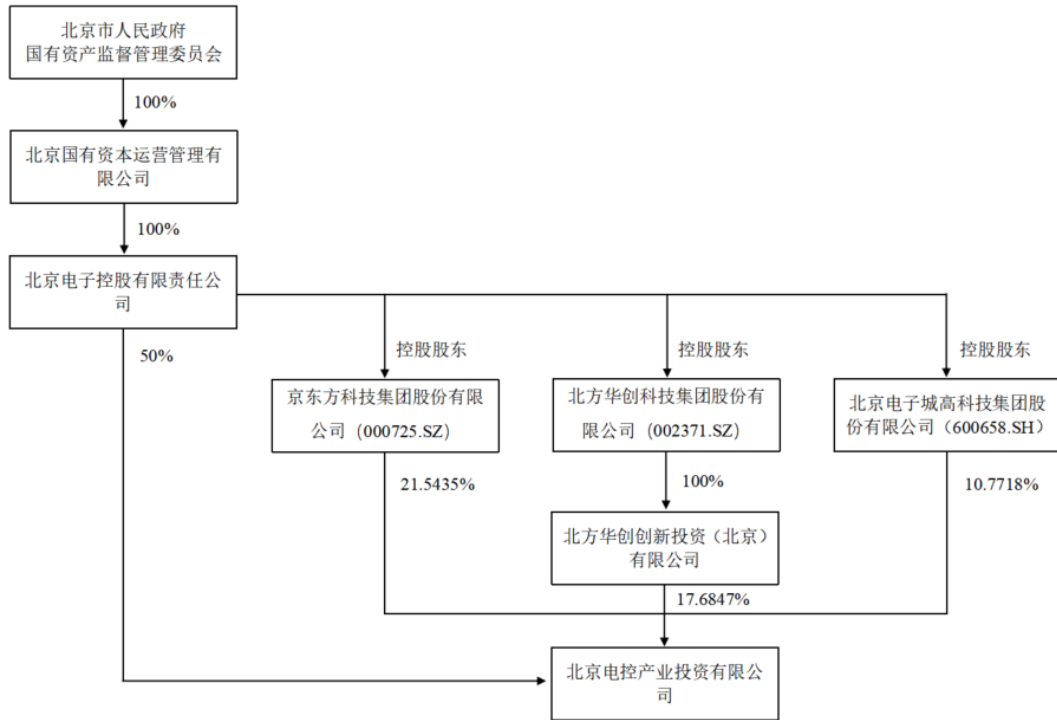 北京市人民政府
国有资产监督管理委员会
100%
北京国有资本运营管理有
限公司
100%
北京电子控股有限责任公
司
50%
控股股东
控股股东
控股股东
京东方科技集团股份有限
公司（000725.SZ）
北方华创科技集团股份有
限公司（002371.SZ）
北京电子城高科技集团股
份有限公司（600658.SH）
21.5435%
100%
10.7718%
北方华创创新投资（北京）
有限公司
17.6847%
北京电控产业投资有限公
司